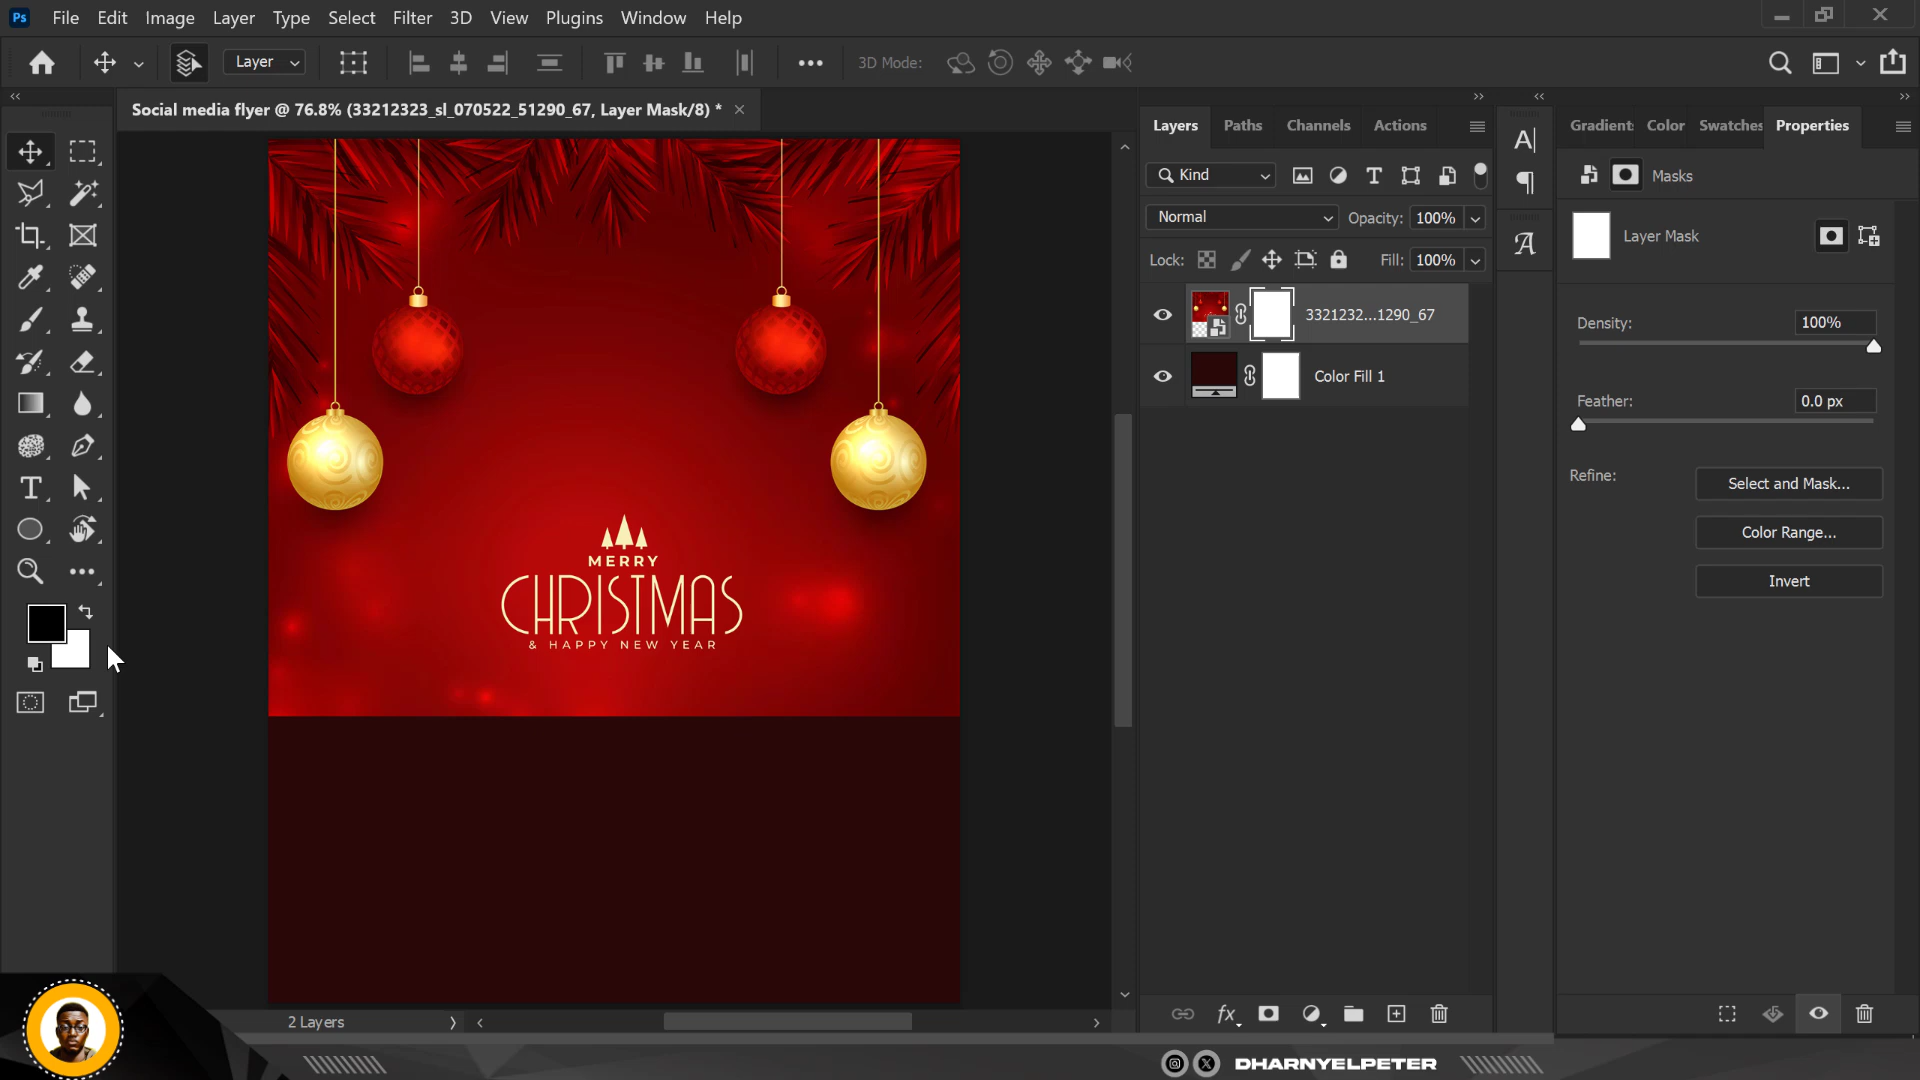 Ps File Edit Image Layer Type Select Filter 3D View Plugins Window Help
Layer 3D Mode:
Social media flyer @ 76.8% (33212323_sl_070522_51290_67, Layer Mask/8) *
Layers Paths Channels Actions
Kind
Normal Opacity: 100%
Lock: Fill: 100%
3321232...1290_67
Color Fill 1
Gradient Color Swatches Properties
Masks
Layer Mask
Density: 100%
Feather: 0.0 px
Refine: Select and Mask...
Color Range...
Invert
MERRY
CHRISTMAS
& HAPPY NEW YEAR
2 Layers
DHARNYELPETER